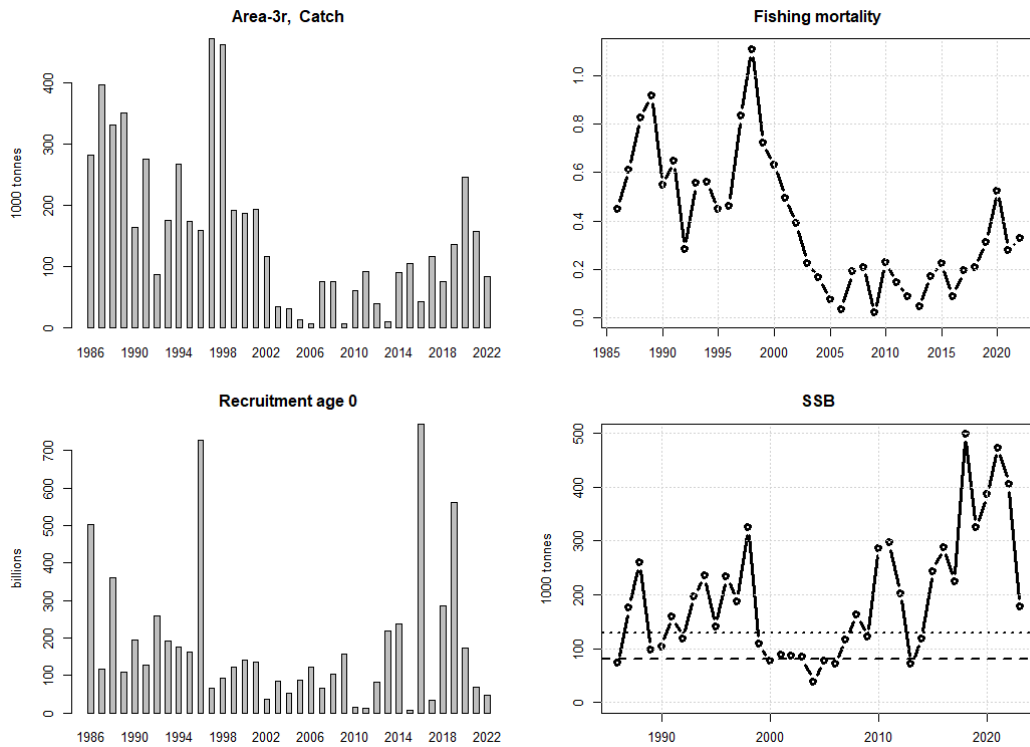 Area-3r, Catch
1000 tonnes
400
300
200
100
0
1986 1990 1994 1998 2002 2006 2010 2014 2018 2022
Fishing mortality
1.0
0.8
0.6
0.4
0.2
0.0
1985 1990 1995 2000 2005 2010 2015 2020
Recruitment age 0
billions
700
600
500
400
300
200
100
0
1986 1990 1994 1998 2002 2006 2010 2014 2018 2022
SSB
1000 tonnes
500
400
300
200
100
0
1990 2000 2010 2020